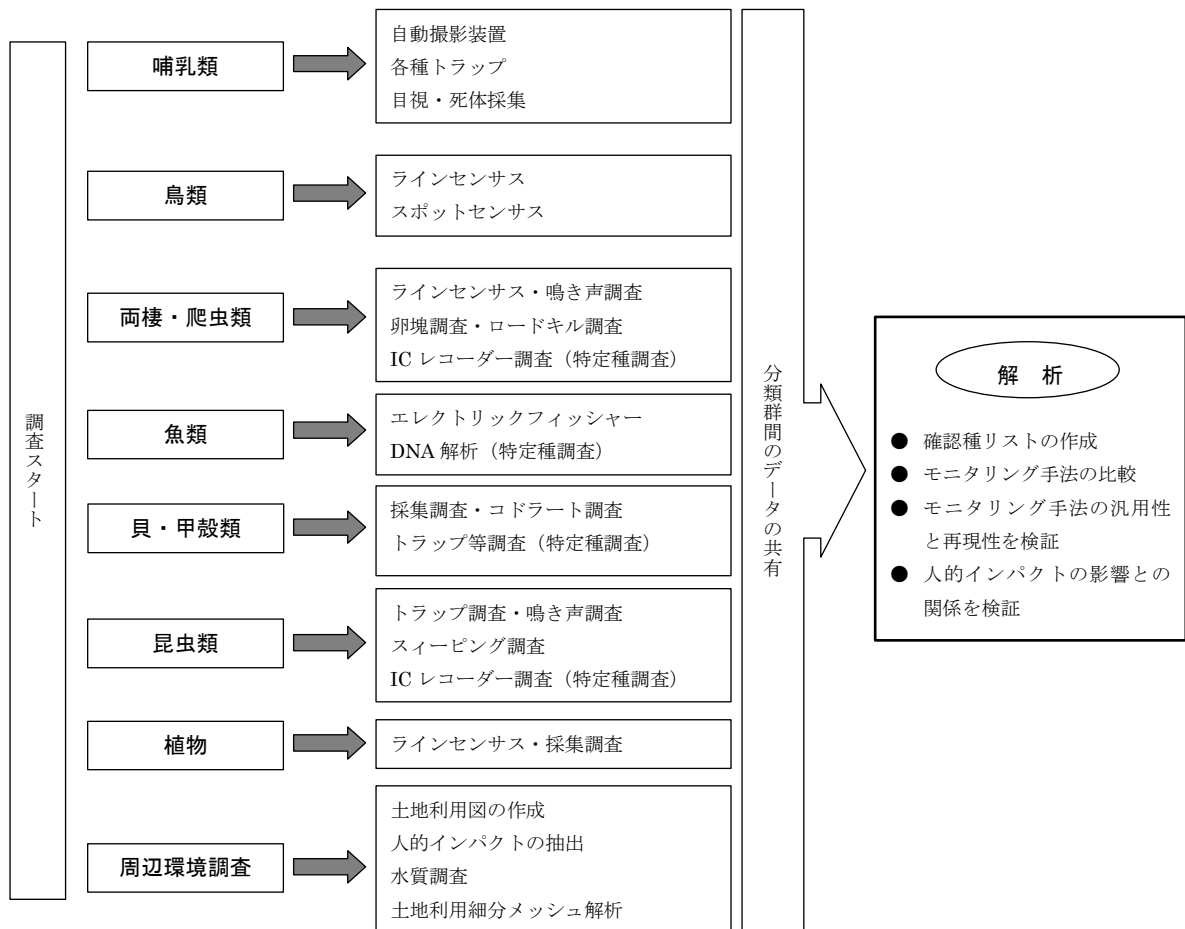 調査スタート
哺乳類
自動撮影装置
各種トラップ
目視・死体採集
鳥類
ラインセンサス
スポットセンサス
両棲・爬虫類
ラインセンサス・鳴き声調査
卵塊調査・ロードキル調査
IC レコーダー調査（特定種調査）
魚類
エレクトリックフィッシャー
DNA 解析（特定種調査）
貝・甲殻類
採集調査・コドラート調査
トラップ等調査（特定種調査）
昆虫類
トラップ調査・鳴き声調査
スィーピング調査
IC レコーダー調査（特定種調査）
植物
ラインセンサス・採集調査
周辺環境調査
土地利用図の作成
人的インパクトの抽出
水質調査
土地利用細分メッシュ解析
分類群間のデータの共有
解　析
● 確認種リストの作成
● モニタリング手法の比較
● モニタリング手法の汎用性
と再現性を検証
● 人的インパクトの影響との
関係を検証